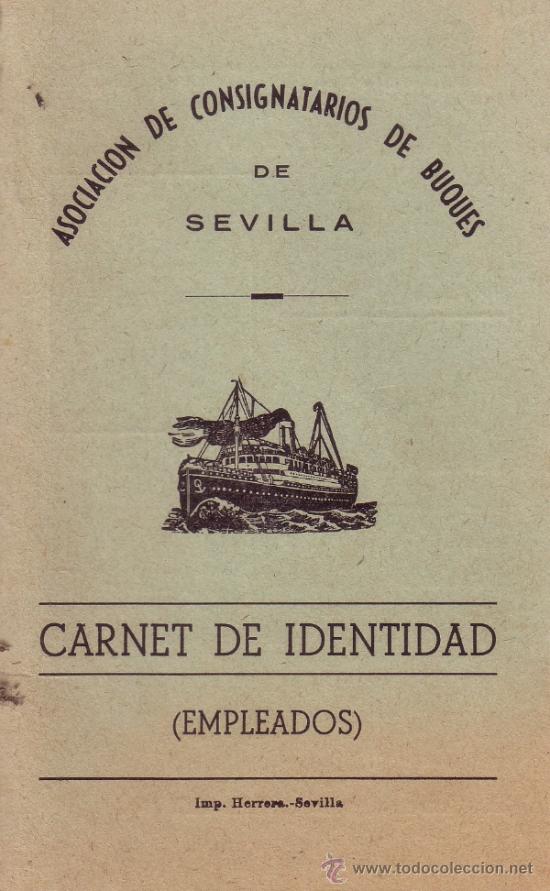 ASOCIACION DE CONSIGNATARIOS DE BUQUES
DE
SEVILLA
CARNET DE IDENTIDAD
(EMPLEADOS)
Imp. Herrera.-Sevilla
www.todocoleccion.net